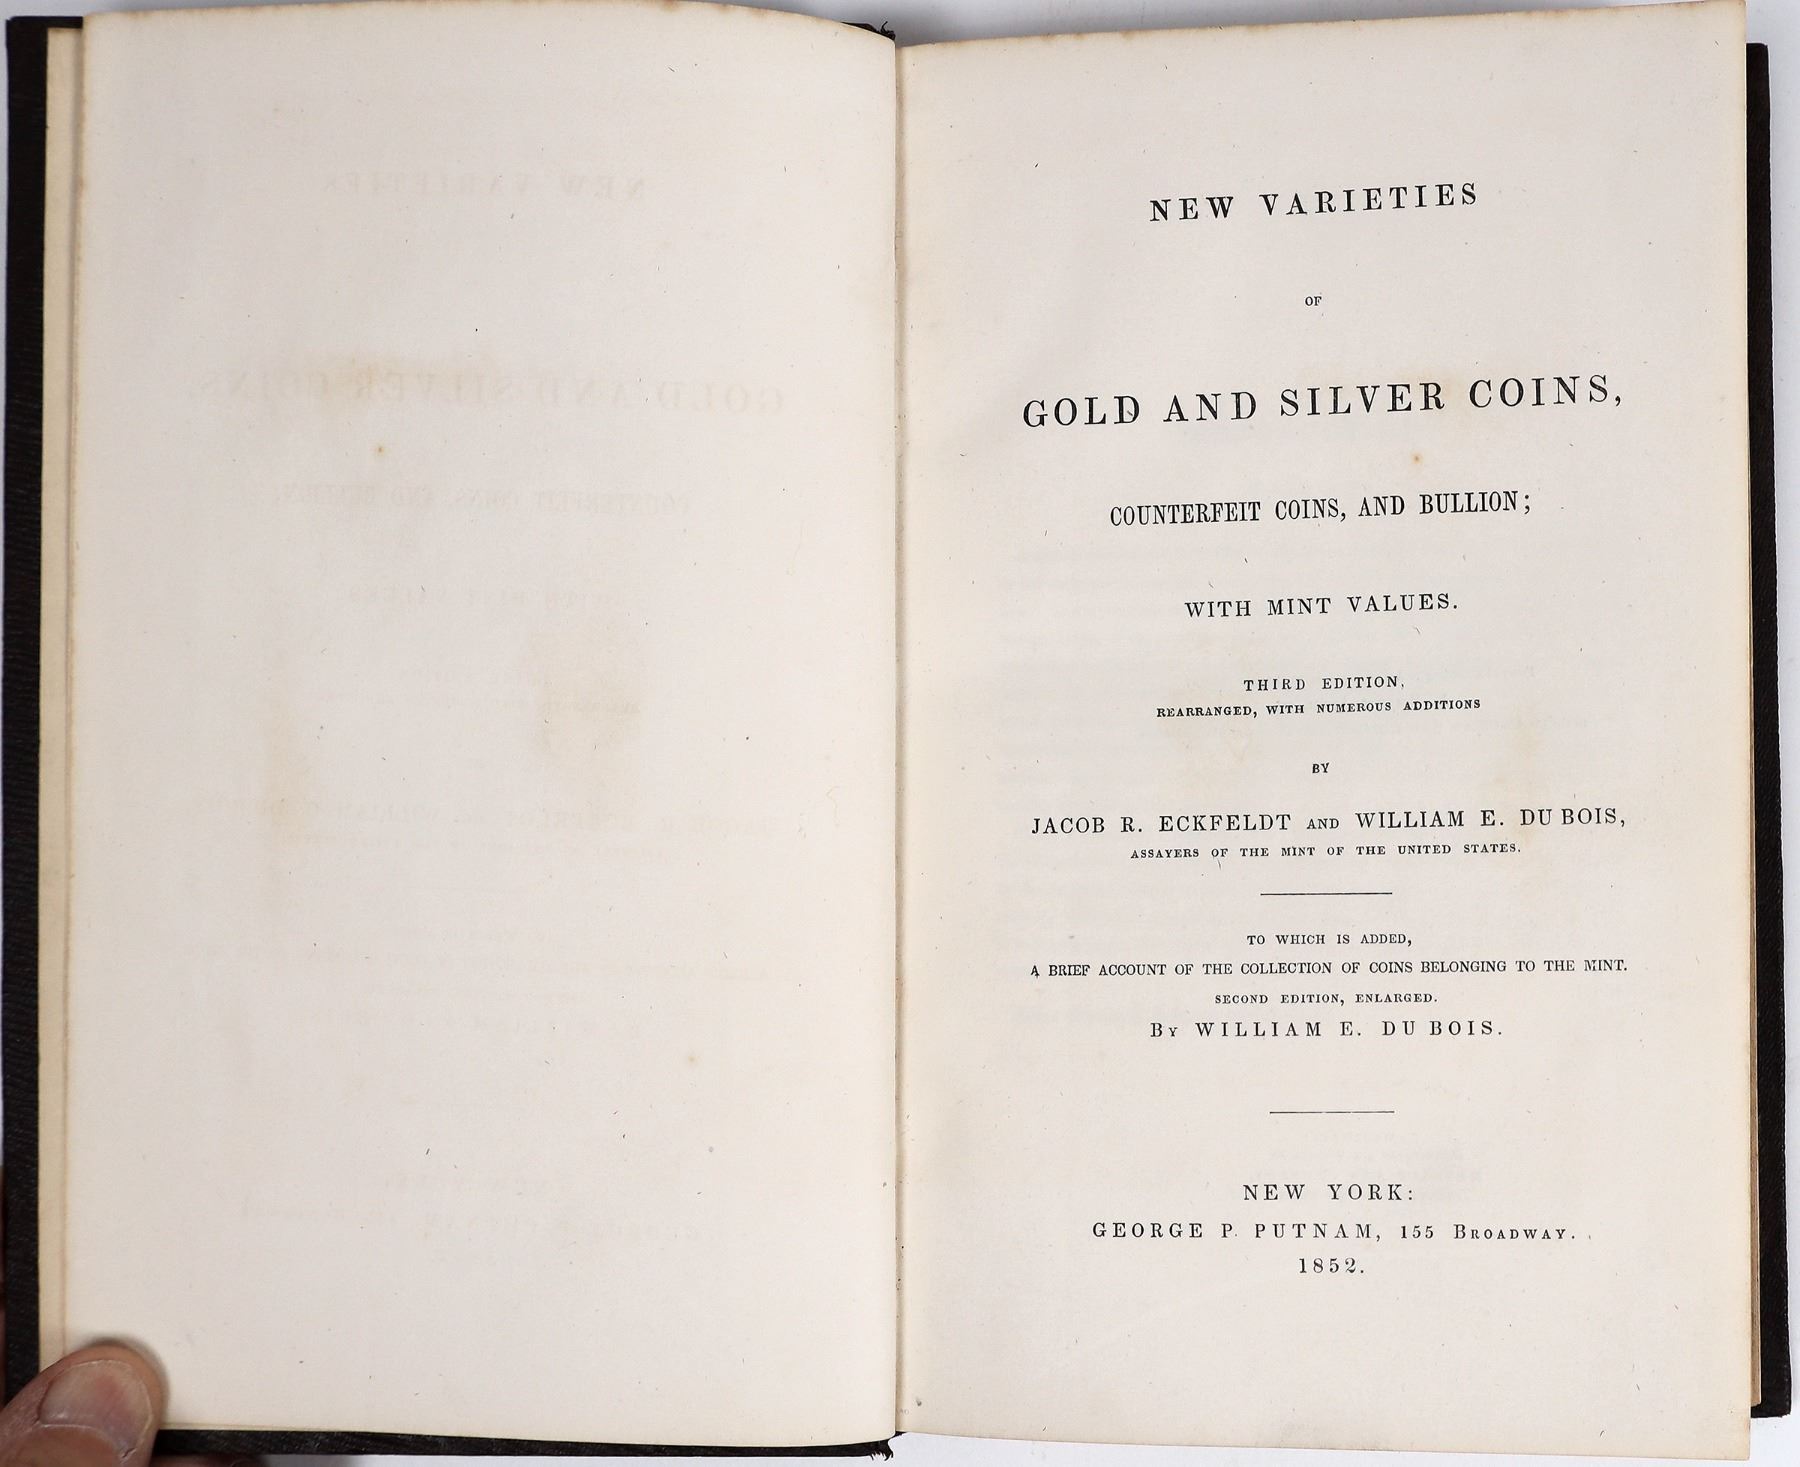 NEW VARIETIES
OF
GOLD AND SILVER COINS,
COUNTERFEIT COINS, AND BULLION;
WITH MINT VALUES.
THIRD EDITION,
REARRANGED, WITH NUMEROUS ADDITIONS
BY
JACOB R. ECKFELDT AND WILLIAM E. DU BOIS,
ASSAYERS OF THE MINT OF THE UNITED STATES.
TO WHICH IS ADDED,
A BRIEF ACCOUNT OF THE COLLECTION OF COINS BELONGING TO THE MINT.
SECOND EDITION, ENLARGED.
BY WILLIAM E. DU BOIS.
NEW YORK:
GEORGE P. PUTNAM, 155 BROADWAY.
1852.